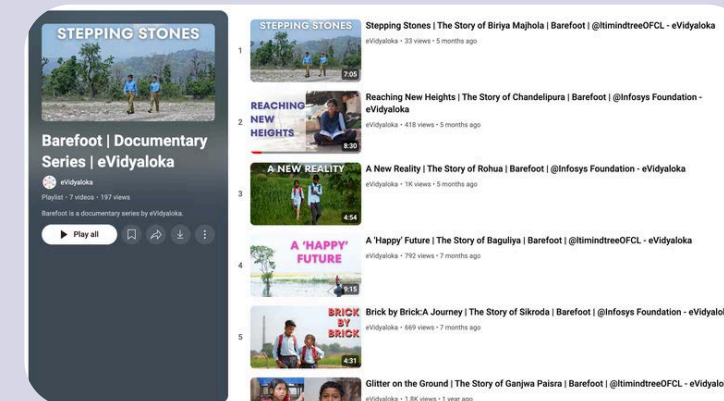 STEPPING STONES
Barefoot | Documentary
Series | eVidyaloka
eVidyaloka
Playlist • 7 videos • 197 views
Barefoot is a documentary series by eVidyaloka.
Play all
1
STEPPING STONES
7:05
Stepping Stones | The Story of Biriya Majhola | Barefoot | @ltimindtreeOFCL - eVidyaloka
eVidyaloka • 33 views • 5 months ago
2
REACHING
NEW
HEIGHTS
8:30
Reaching New Heights | The Story of Chandelipura | Barefoot | @Infosys Foundation -
eVidyaloka
eVidyaloka • 418 views • 5 months ago
3
A NEW REALITY
4:54
A New Reality | The Story of Rohua | Barefoot | @Infosys Foundation - eVidyaloka
eVidyaloka • 1K views • 5 months ago
4
A 'HAPPY'
FUTURE
9:15
A 'Happy' Future | The Story of Baguliya | Barefoot | @ltimindtreeOFCL - eVidyaloka
eVidyaloka • 792 views • 7 months ago
5
BRICK
BY
BRICK
4:31
Brick by Brick:A Journey | The Story of Sikroda | Barefoot | @Infosys Foundation - eVidyalo
eVidyaloka • 669 views • 7 months ago
Glitter on the Ground | The Story of Ganjwa Paisra | Barefoot | @ltimindtreeOFCL - eVidyalo
eVidyaloka • 1.8K views • 1 year ago